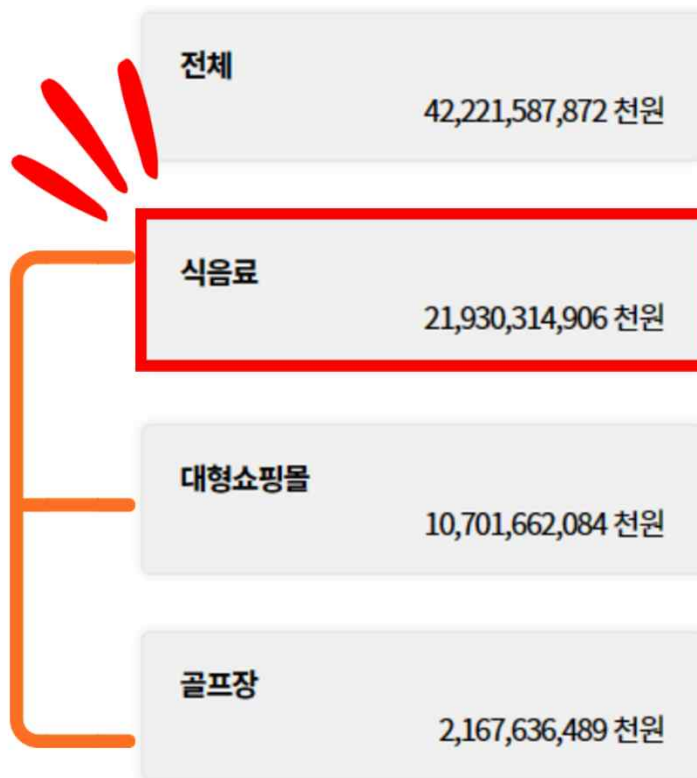 전체
42,221,587,872 천원
식음료
21,930,314,906 천원
대형쇼핑몰
10,701,662,084 천원
골프장
2,167,636,489 천원